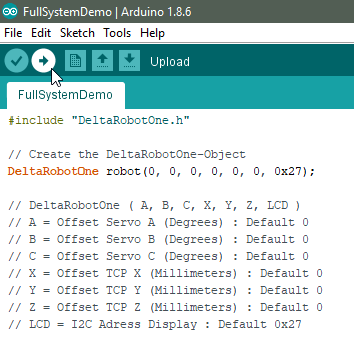 FullSystemDemo | Arduino 1.8.6
File Edit Sketch Tools Help
Upload
FullSystemDemo
#include "DeltaRobotOne.h"
// Create the DeltaRobotOne-Object
DeltaRobotOne robot(0, 0, 0, 0, 0, 0, 0x27);
// DeltaRobotOne ( A, B, C, X, Y, Z, LCD )
// A = Offset Servo A (Degrees) : Default 0
// B = Offset Servo B (Degrees) : Default 0
// C = Offset Servo C (Degrees) : Default 0
// X = Offset TCP X (Millimeters) : Default 0
// Y = Offset TCP Y (Millimeters) : Default 0
// Z = Offset TCP Z (Millimeters) : Default 0
// LCD = I2C Adress Display : Default 0x27